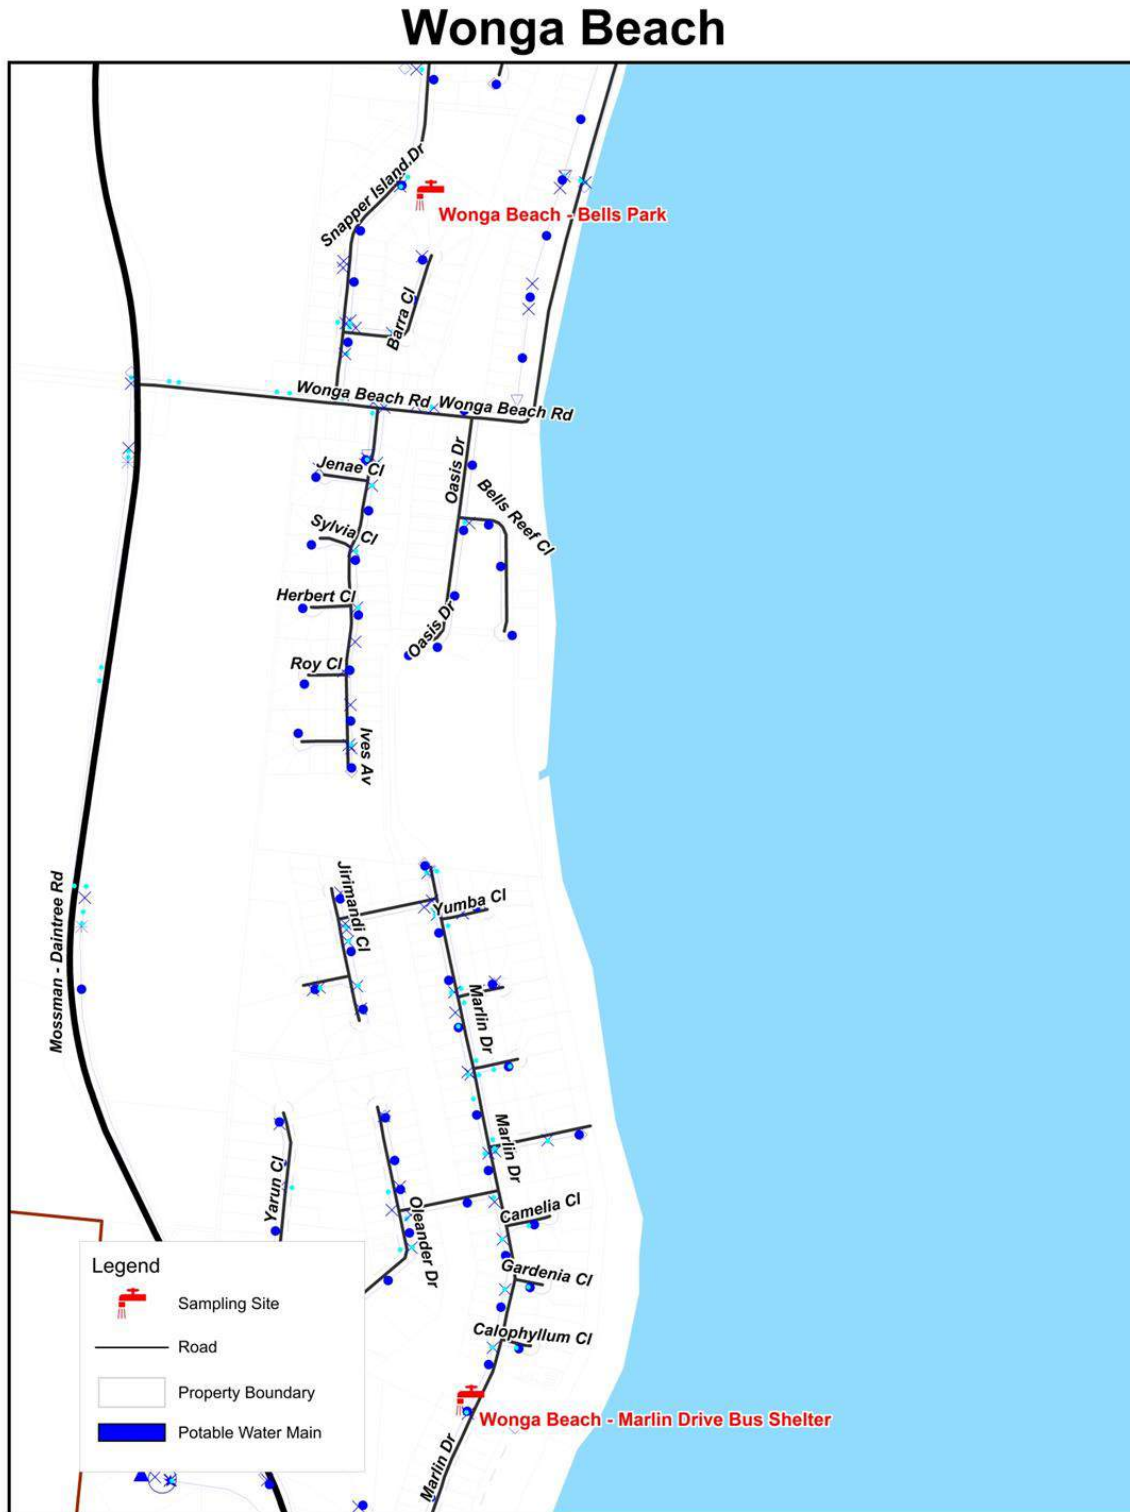 Wonga Beach
Snapper Island Dr
Wonga Beach - Bells Park
Barra Cl
Wonga Beach Rd
Wonga Beach Rd
Jenae Cl
Oasis Dr
Bells Reef Cl
Sylvia Cl
Herbert Cl
Oasis Dr
Roy Cl
Ives Av
Mossman - Daintree Rd
Jirimandi Cl
Yumba Cl
Marlin Dr
Marlin Dr
Yarun Cl
Oleander Dr
Camelia Cl
Gardenia Cl
Calophyllum Cl
Wonga Beach - Marlin Drive Bus Shelter
Marlin Dr
Legend
Sampling Site
Road
Property Boundary
Potable Water Main